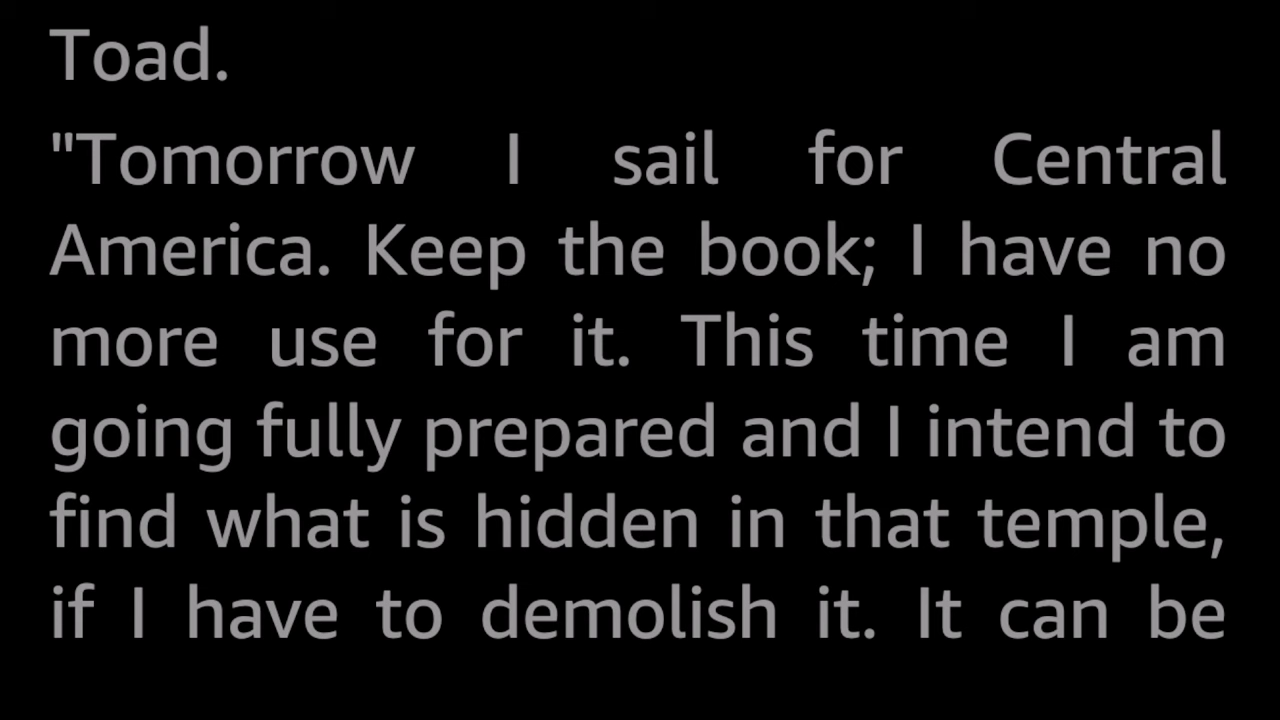 Toad.
"Tomorrow I sail for Central
America. Keep the book; I have no
more use for it. This time I am
going fully prepared and I intend to
find what is hidden in that temple,
if I have to demolish it. It can be